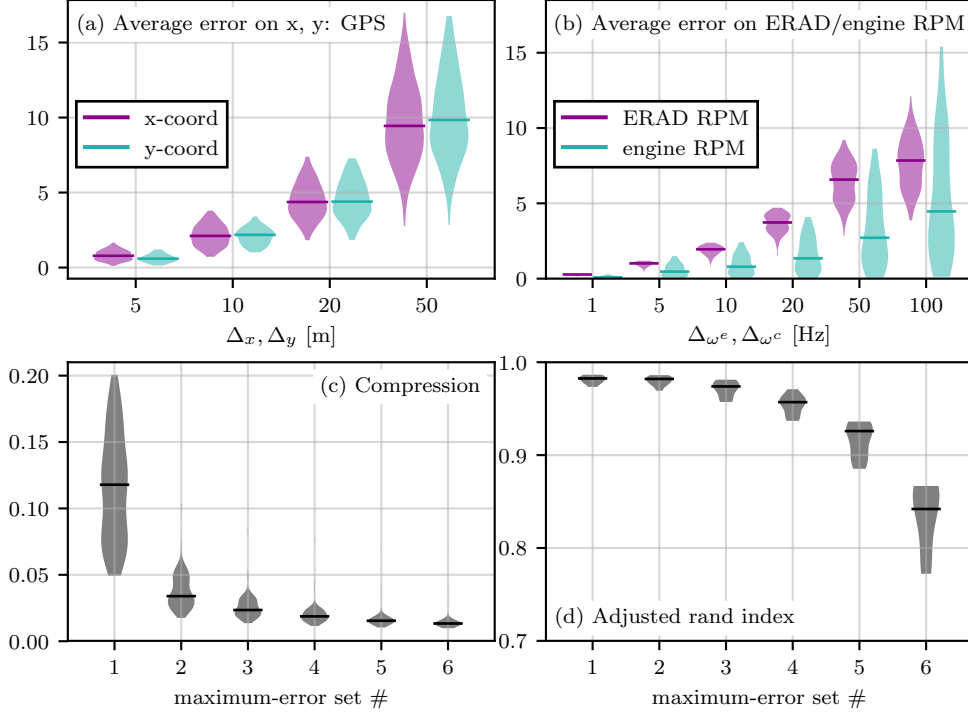 (a) Average error on x, y: GPS
15
10
5
0
x-coord
y-coord
5 10 20 50
Δx, Δy [m]
(b) Average error on ERAD/engine RPM
15
10
5
0
ERAD RPM
engine RPM
1 5 10 20 50 100
Δωᵉ, Δωᶜ [Hz]
(c) Compression
0.20
0.15
0.10
0.05
0.00
1 2 3 4 5 6
maximum-error set #
(d) Adjusted rand index
1.0
0.9
0.8
0.7
1 2 3 4 5 6
maximum-error set #